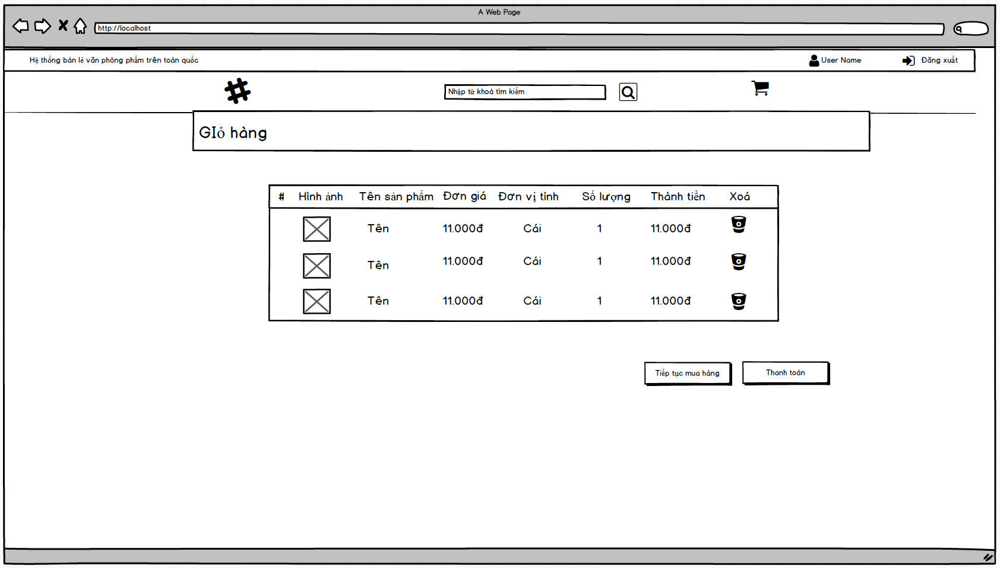 A Web Page
http://localhost
Hệ thống bán lẻ văn phòng phẩm trên toàn quốc
User Name
Đăng xuất
Nhập từ khoá tìm kiếm
GIỏ hàng
# Hình ảnh Tên sản phẩm Đơn giá Đơn vị tính Số lượng Thành tiền Xoá
Tên 11.000đ Cái 1 11.000đ
Tên 11.000đ Cái 1 11.000đ
Tên 11.000đ Cái 1 11.000đ
Tiếp tục mua hàng
Thanh toán